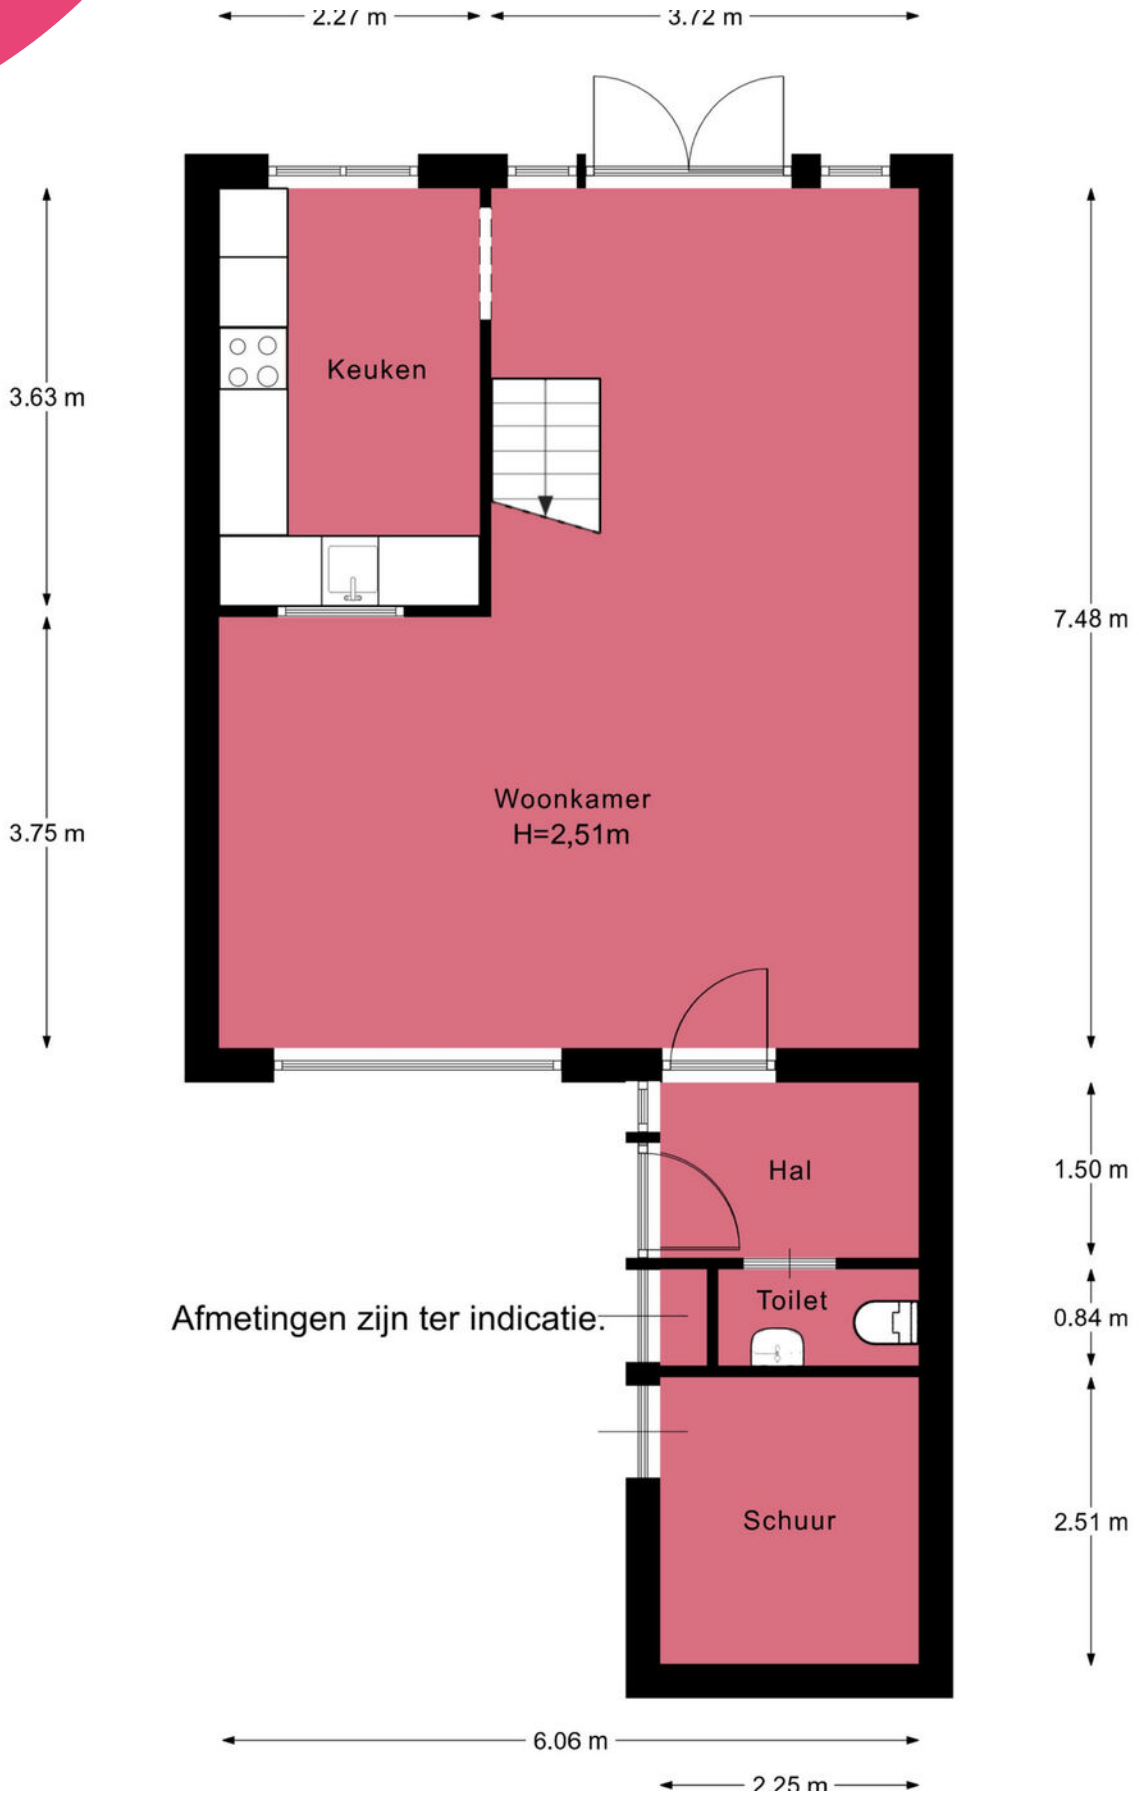 2.27 m
3.72 m
Keuken
3.63 m
7.48 m
Woonkamer
H=2,51m
3.75 m
Hal
1.50 m
Toilet
Afmetingen zijn ter indicatie.
0.84 m
Schuur
2.51 m
6.06 m
2.25 m